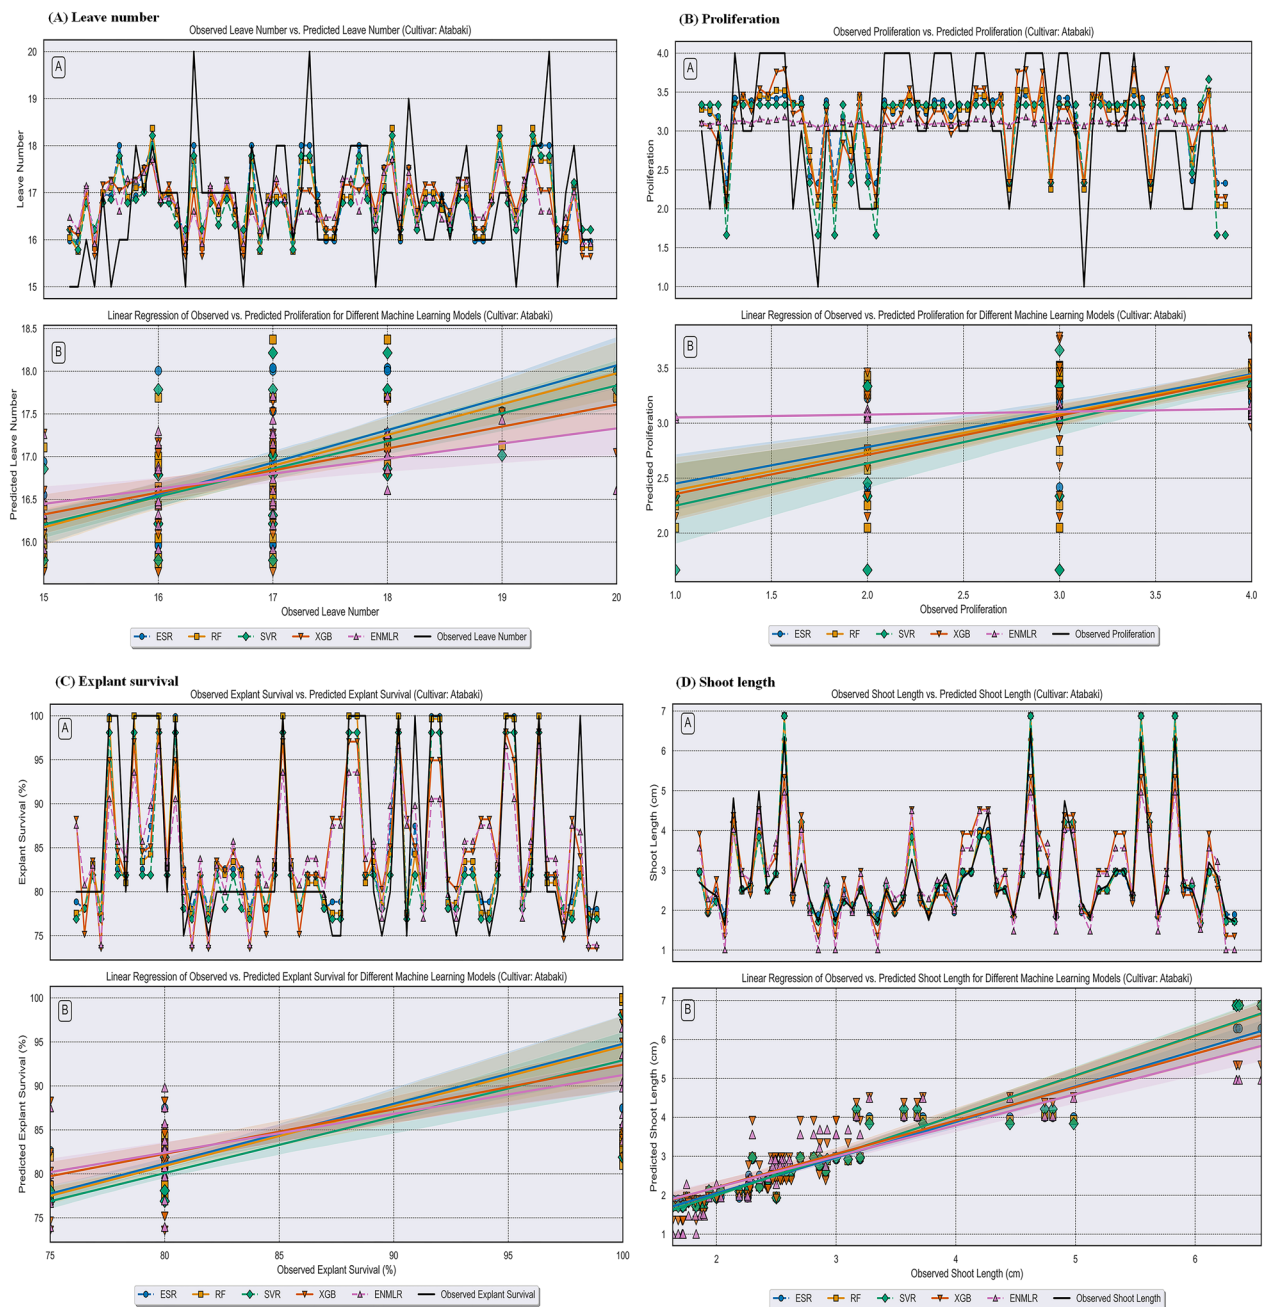 (A) Leave number
Observed Leave Number vs. Predicted Leave Number (Cultivar: Atabaki)
A
Leave Number
20
19
18
17
16
15
Linear Regression of Observed vs. Predicted Proliferation for Different Machine Learning Models (Cultivar: Atabaki)
B
Predicted Leave Number
18.5
18.0
17.5
17.0
16.5
16.0
15 16 17 18 19 20
Observed Leave Number
ESR RF SVR XGB ENMLR Observed Leave Number
(B) Proliferation
Observed Proliferation vs. Predicted Proliferation (Cultivar: Atabaki)
A
Proliferation
4.0
3.5
3.0
2.5
2.0
1.5
1.0
Linear Regression of Observed vs. Predicted Proliferation for Different Machine Learning Models (Cultivar: Atabaki)
B
Predicted Proliferation
3.5
3.0
2.5
2.0
1.0 1.5 2.0 2.5 3.0 3.5 4.0
Observed Proliferation
ESR RF SVR XGB ENMLR Observed Proliferation
(C) Explant survival
Observed Explant Survival vs. Predicted Explant Survival (Cultivar: Atabaki)
A
Explant Survival (%)
100
95
90
85
80
75
Linear Regression of Observed vs. Predicted Explant Survival for Different Machine Learning Models (Cultivar: Atabaki)
B
Predicted Explant Survival (%)
100
95
90
85
80
75
75 80 85 90 95 100
Observed Explant Survival (%)
ESR RF SVR XGB ENMLR Observed Explant Survival
(D) Shoot length
Observed Shoot Length vs. Predicted Shoot Length (Cultivar: Atabaki)
A
Shoot Length (cm)
7
6
5
4
3
2
1
Linear Regression of Observed vs. Predicted Shoot Length for Different Machine Learning Models (Cultivar: Atabaki)
B
Predicted Shoot Length (cm)
7
6
5
4
3
2
1
2 3 4 5 6
Observed Shoot Length (cm)
ESR RF SVR XGB ENMLR Observed Shoot Length